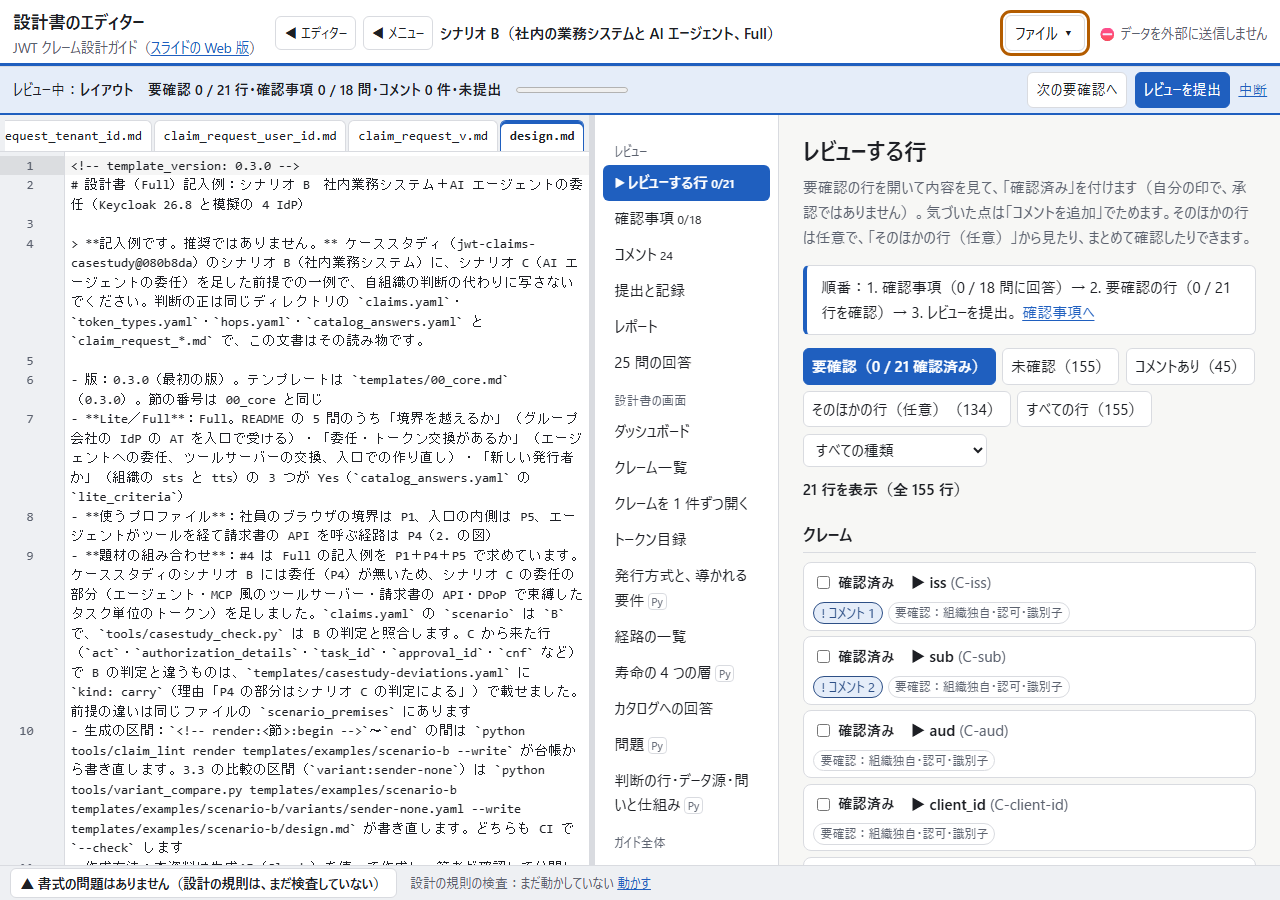 設計書のエディター
JWT クレーム設計ガイド（スライドの Web 版）
◀ エディター
◀ メニュー
シナリオ B（社内の業務システムと AI エージェント、Full）
ファイル ▼
⛔ データを外部に送信しません
レビュー中：レイアウト 要確認 0 / 21 行・確認事項 0 / 18 問・コメント 0 件・未提出
次の要確認へ
レビューを提出
中断
equest_tenant_id.md
claim_request_user_id.md
claim_request_v.md
design.md
1 <!-- template_version: 0.3.0 -->
2 # 設計書（Full）記入例：シナリオ B 社内業務システム＋AI エージェントの委
任（Keycloak 26.8 と模擬の 4 IdP）
3
4 > **記入例です。推奨ではありません。** ケーススタディ（jwt-claims-
casestudy@080b8da）のシナリオ B（社内業務システム）に、シナリオ C（AI エ
ージェントの委任）を足した前提での一例で、自組織の判断の代わりに写さない
でください。判断の正は同じディレクトリの `claims.yaml`・
`token_types.yaml`・`hops.yaml`・`catalog_answers.yaml` と
`claim_request_*.md` で、この文書はその読み物です。
5
6 - 版：0.3.0（最初の版）。テンプレートは `templates/00_core.md`
（0.3.0）。節の番号は 00_core と同じ
7 - **Lite／Full**：Full。README の 5 問のうち「境界を越えるか」（グループ
会社の IdP の AT を入口で受ける）・「委任・トークン交換があるか」（エージ
ェントへの委任、ツールサーバーの交換、入口での作り直し）・「新しい発行者
か」（組織の sts と tts）の 3 つが Yes（`catalog_answers.yaml` の
`lite_criteria`）
8 - **使うプロファイル**：社員のブラウザの境界は P1、入口の内側は P5、エー
ジェントがツールを経て請求書の API を呼ぶ経路は P4（2. の図）
9 - **題材の組み合わせ**：#4 は Full の記入例を P1＋P4＋P5 で求めています。
ケーススタディのシナリオ B には委任（P4）が無いため、シナリオ C の委任の
部分（エージェント・MCP 風のツールサーバー・請求書の API・DPoP で束縛し
たタスク単位のトークン）を足しました。`claims.yaml` の `scenario` は `B`
で、`tools/casestudy_check.py` は B の判定と照合します。C から来た行
（`act`・`authorization_details`・`task_id`・`approval_id`・`cnf` など）
で B の判定と違うものは、`templates/casestudy-deviations.yaml` に
`kind: carry`（理由「P4 の部分はシナリオ C の判定による」）で載せました。
前提の違いは同じファイルの `scenario_premises` にあります
10 - 生成の区間：`<!-- render:<節>:begin -->`〜`end` の間は `python
tools/claim_lint render templates/examples/scenario-b --write` が台帳か
ら書き直します。3.3 の比較の区間（`variant:sender-none`）は `python
tools/variant_compare.py templates/examples/scenario-b
templates/examples/scenario-b/variants/sender-none.yaml --write
templates/examples/scenario-b/design.md` が書き直します。どちらも CI で
`--check` します
レビュー
▶ レビューする行 0/21
確認事項 0/18
コメント 24
提出と記録
レポート
25 問の回答
設計書の画面
ダッシュボード
クレーム一覧
クレームを 1 件ずつ開く
トークン目録
発行方式と、導かれる
要件 Py
経路の一覧
寿命の 4 つの層 Py
カタログへの回答
問題 Py
判断の行・データ源・問
いと仕組み Py
ガイド全体
レビューする行
要確認の行を開いて内容を見て、「確認済み」を付けます（自分の印で、承
認ではありません）。気づいた点は「コメントを追加」でためます。そのほかの行
は任意で、「そのほかの行（任意）」から見たり、まとめて確認したりできます。
順番：1. 確認事項（0 / 18 問に回答）→ 2. 要確認の行（0 / 21
行を確認）→ 3. レビューを提出。 確認事項へ
要確認（0 / 21 確認済み）
未確認（155）
コメントあり（45）
そのほかの行（任意）（134）
すべての行（155）
すべての種類
21 行を表示（全 155 行）
クレーム
確認済み ▶ iss (C-iss)
! コメント 1 要確認：組織独自・認可・識別子
確認済み ▶ sub (C-sub)
! コメント 2 要確認：組織独自・認可・識別子
確認済み ▶ aud (C-aud)
要確認：組織独自・認可・識別子
確認済み ▶ client_id (C-client-id)
要確認：組織独自・認可・識別子
▲ 書式の問題はありません（設計の規則は、まだ検査していない）
設計の規則の検査：まだ動かしていない 動かす